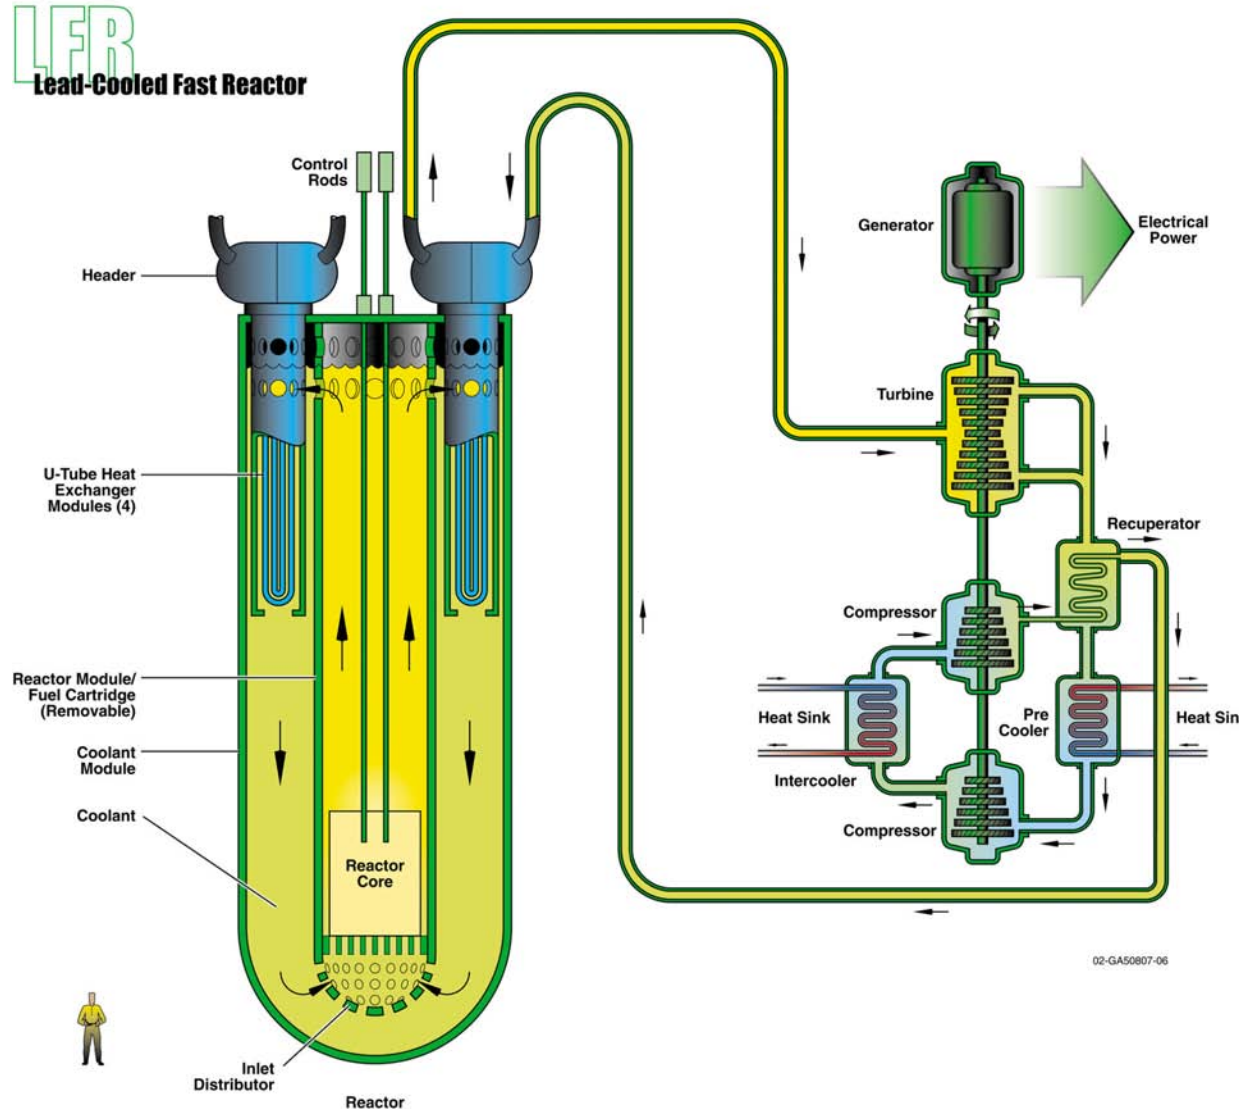 LFR
Lead-Cooled Fast Reactor
Control
Rods
Header
U-Tube Heat
Exchanger
Modules (4)
Reactor Module/
Fuel Cartridge
(Removable)
Coolant
Module
Coolant
Reactor
Core
Inlet
Distributor
Reactor
Generator
Electrical
Power
Turbine
Recuperator
Compressor
Heat Sink
Pre
Cooler
Heat Sin
Intercooler
Compressor
02-GA50807-06